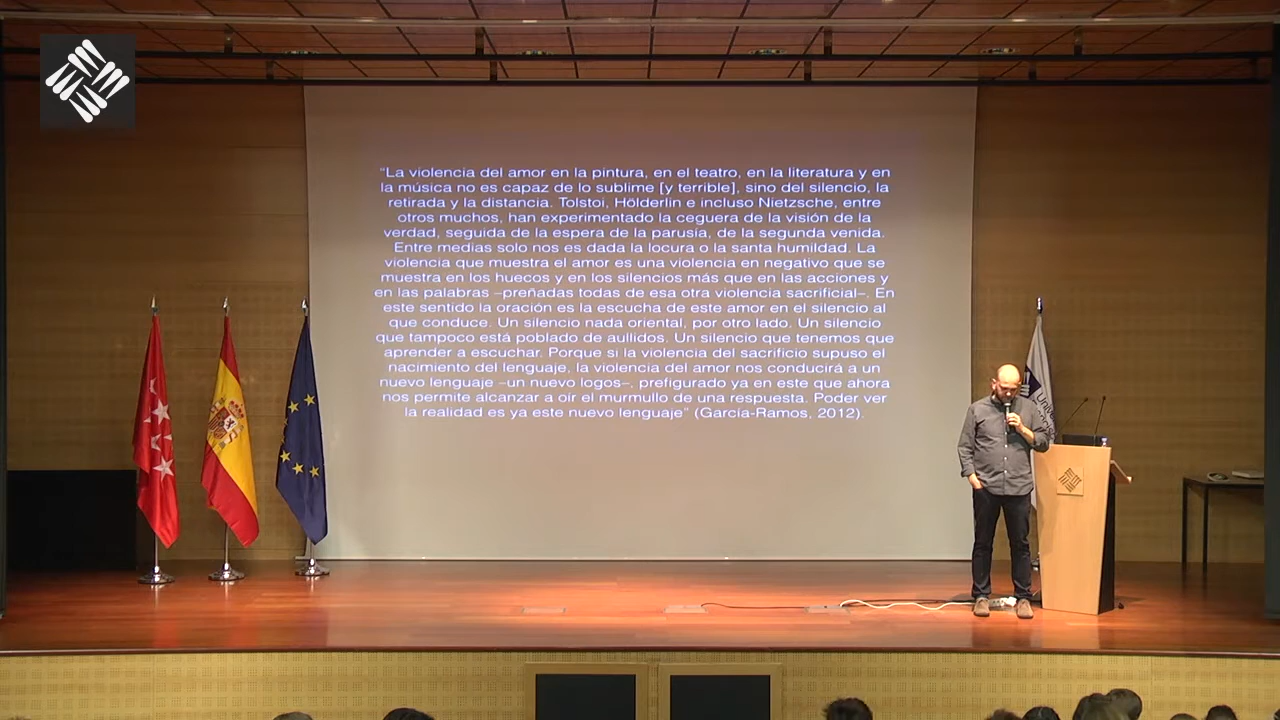 “La violencia del amor en la pintura, en el teatro, en la literatura y en
la música no es capaz de lo sublime [y terrible], sino del silencio, la
retirada y la distancia. Tolstoi, Hölderlin e incluso Nietzsche, entre
otros muchos, han experimentado la ceguera de la visión de la
verdad, seguida de la espera de la parusía, de la segunda venida.
Entre medias solo nos es dada la locura o la santa humildad. La
violencia que muestra el amor es una violencia en negativo que se
muestra en los huecos y en los silencios más que en las acciones y
en las palabras –preñadas todas de esa otra violencia sacrificial–. En
este sentido la oración es la escucha de este amor en el silencio al
que conduce. Un silencio nada oriental, por otro lado. Un silencio
que tampoco está poblado de aullidos. Un silencio que tenemos que
aprender a escuchar. Porque si la violencia del sacrificio supuso el
nacimiento del lenguaje, la violencia del amor nos conducirá a un
nuevo lenguaje –un nuevo logos–, prefigurado ya en este que ahora
nos permite alcanzar a oír el murmullo de una respuesta. Poder ver
la realidad es ya este nuevo lenguaje” (García-Ramos, 2012).